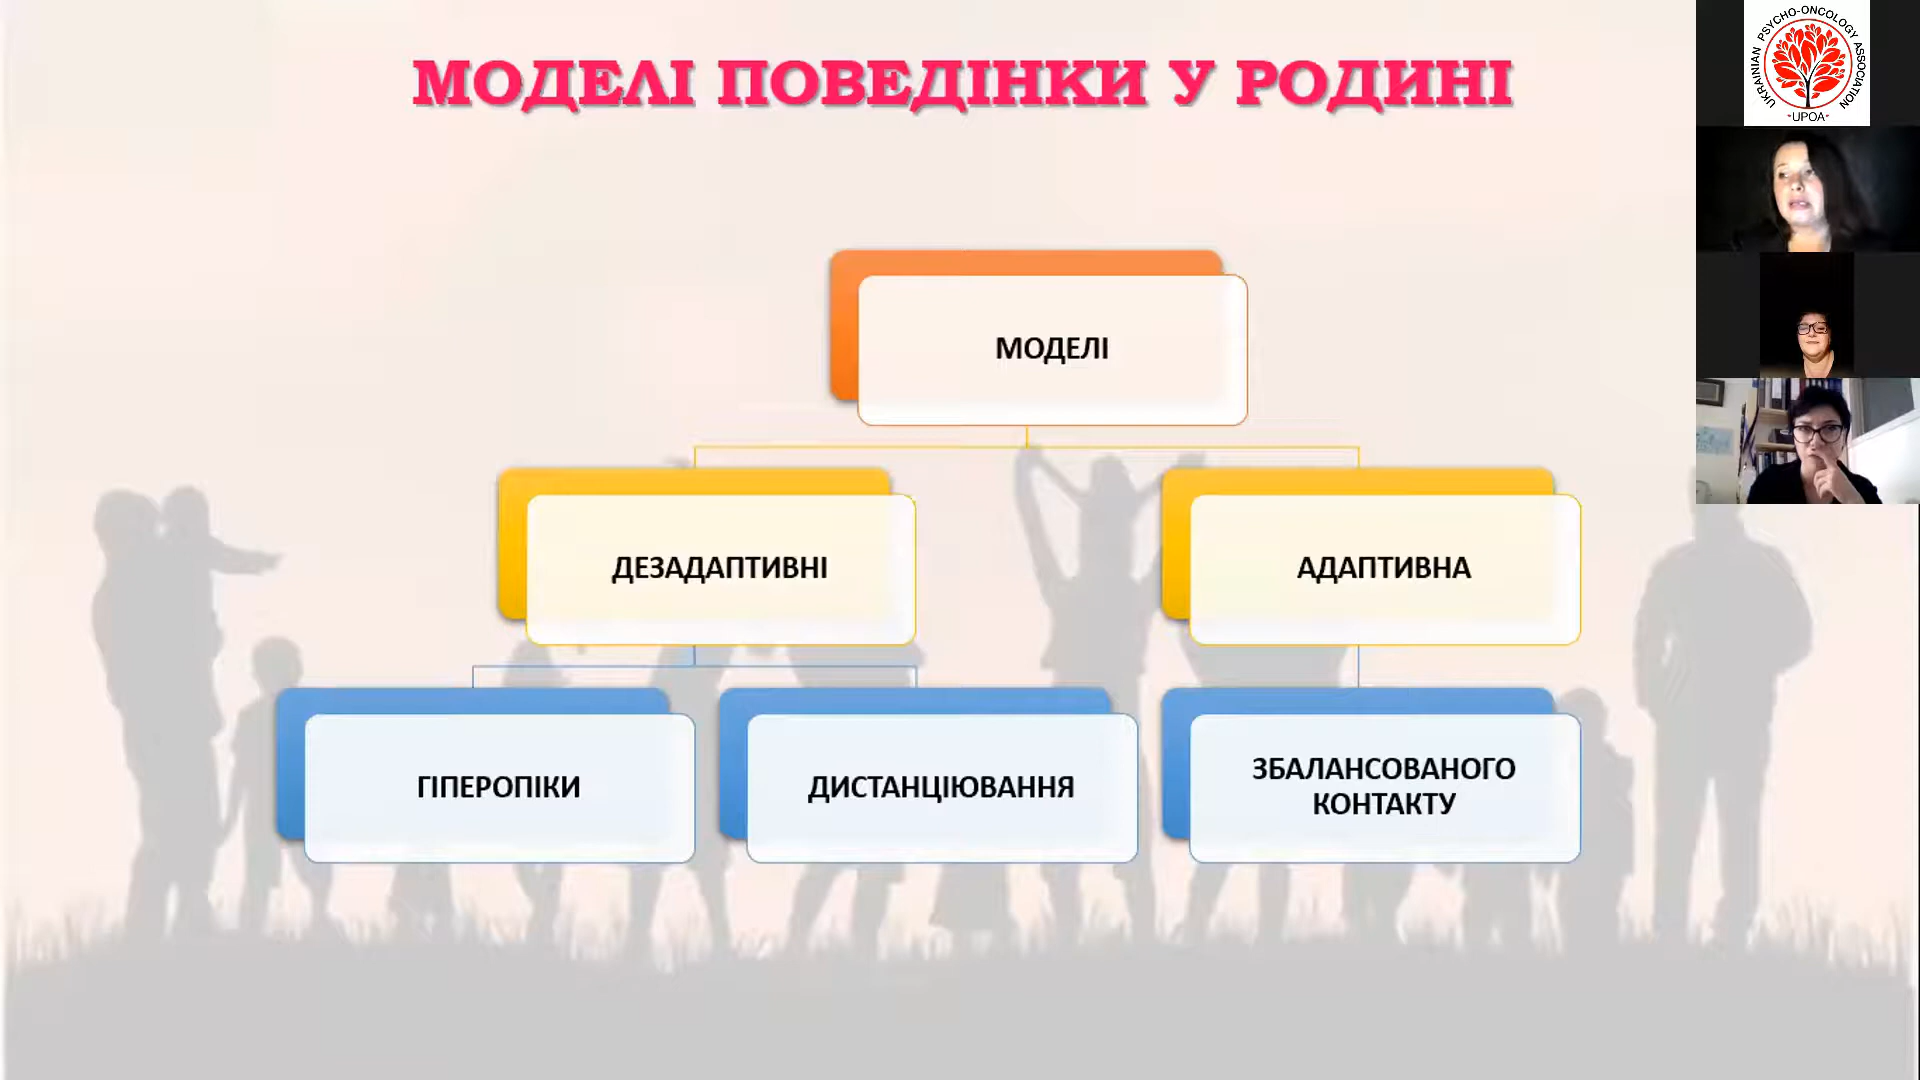 МОДЕЛІ ПОВЕДІНКИ У РОДИНІ
UKRAINIAN PSYCHO-ONCOLOGY ASSOCIATION
•UPOA•
МОДЕЛІ
ДЕЗАДАПТИВНІ
АДАПТИВНА
ГІПЕРОПІКИ
ДИСТАНЦІЮВАННЯ
ЗБАЛАНСОВАНОГО
КОНТАКТУ